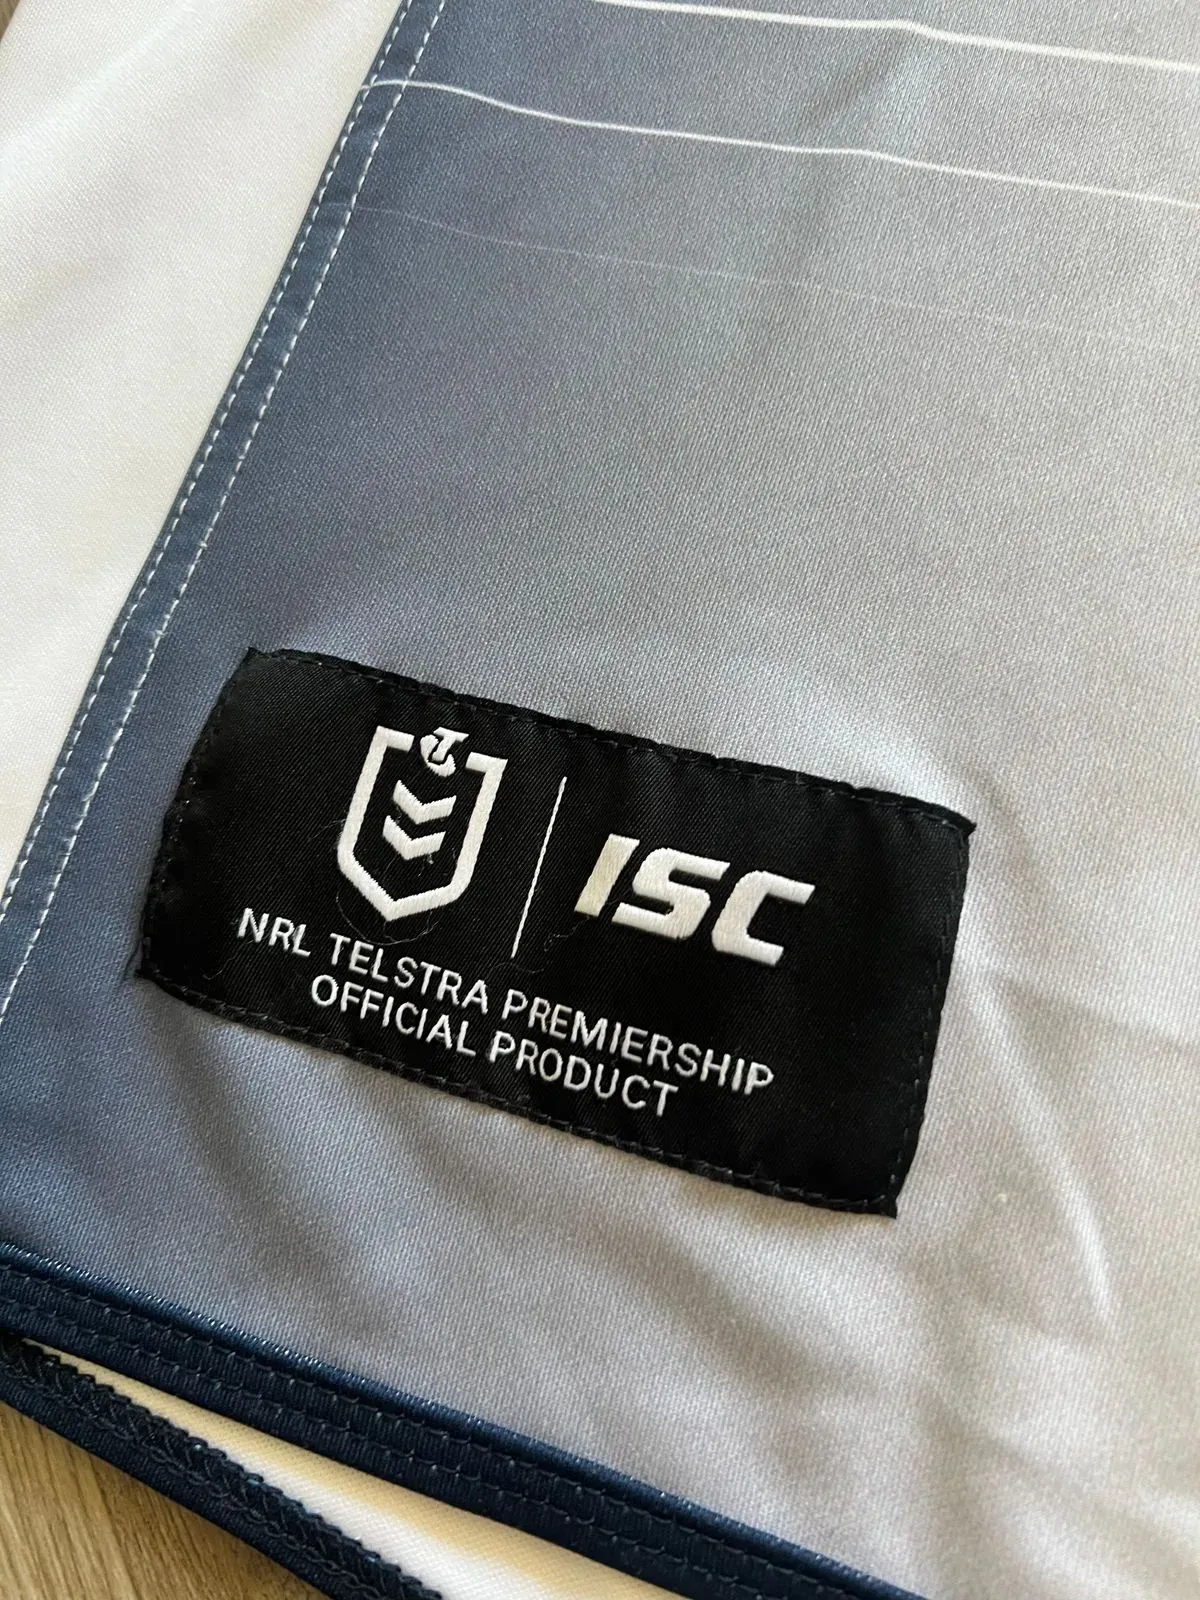 ISC
NRL TELSTRA PREMIERSHIP
OFFICIAL PRODUCT